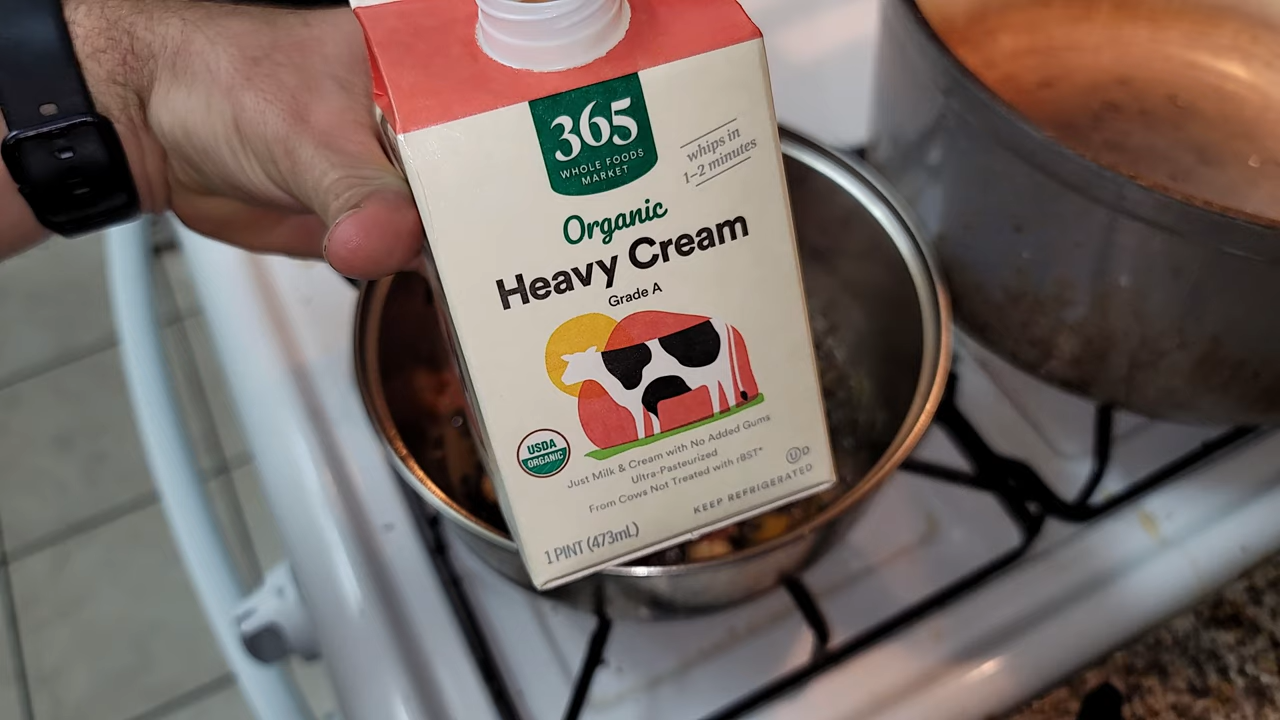 365
WHOLE FOODS
MARKET
whips in
1–2 minutes
Organic
Heavy Cream
Grade A
USDA
ORGANIC
Just Milk & Cream with No Added Gums
Ultra-Pasteurized
From Cows Not Treated with rBST*
U D
KEEP REFRIGERATED
1 PINT (473mL)